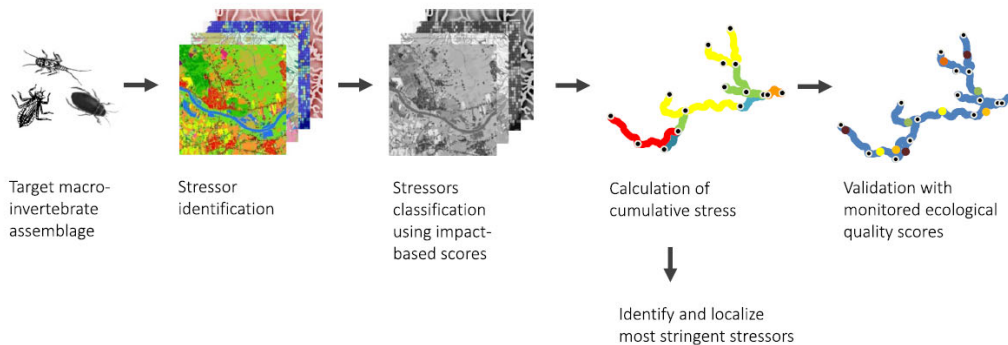 Target macro-
invertebrate
assemblage
Stressor
identification
Stressors
classification
using impact-
based scores
Calculation of
cumulative stress
Validation with
monitored ecological
quality scores
Identify and localize
most stringent stressors